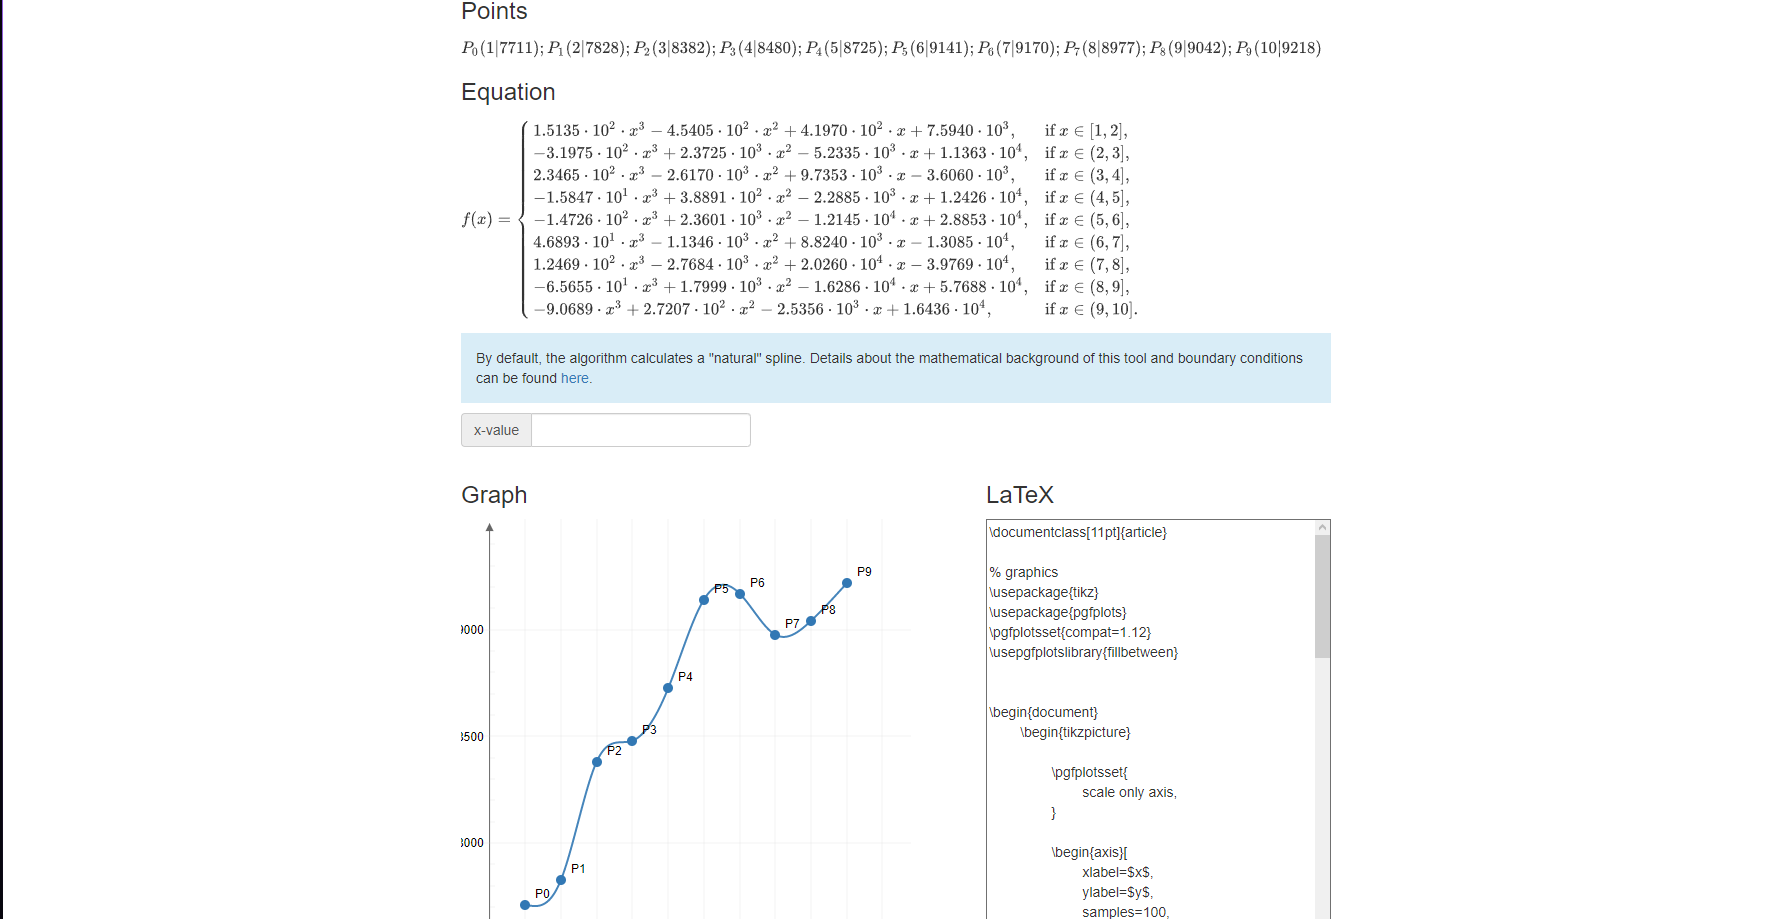 Points
P₀(1|7711); P₁(2|7828); P₂(3|8382); P₃(4|8480); P₄(5|8725); P₅(6|9141); P₆(7|9170); P₇(8|8977); P₈(9|9042); P₉(10|9218)
Equation
f(x) =
1.5135 · 10² · x³ − 4.5405 · 10² · x² + 4.1970 · 10² · x + 7.5940 · 10³, if x ∈ [1, 2],
−3.1975 · 10² · x³ + 2.3725 · 10³ · x² − 5.2335 · 10³ · x + 1.1363 · 10⁴, if x ∈ (2, 3],
2.3465 · 10² · x³ − 2.6170 · 10³ · x² + 9.7353 · 10³ · x − 3.6060 · 10³, if x ∈ (3, 4],
−1.5847 · 10¹ · x³ + 3.8891 · 10² · x² − 2.2885 · 10³ · x + 1.2426 · 10⁴, if x ∈ (4, 5],
−1.4726 · 10² · x³ + 2.3601 · 10³ · x² − 1.2145 · 10⁴ · x + 2.8853 · 10⁴, if x ∈ (5, 6],
4.6893 · 10¹ · x³ − 1.1346 · 10³ · x² + 8.8240 · 10³ · x − 1.3085 · 10⁴, if x ∈ (6, 7],
1.2469 · 10² · x³ − 2.7684 · 10³ · x² + 2.0260 · 10⁴ · x − 3.9769 · 10⁴, if x ∈ (7, 8],
−6.5655 · 10¹ · x³ + 1.7999 · 10³ · x² − 1.6286 · 10⁴ · x + 5.7688 · 10⁴, if x ∈ (8, 9],
−9.0689 · x³ + 2.7207 · 10² · x² − 2.5356 · 10³ · x + 1.6436 · 10⁴, if x ∈ (9, 10].
By default, the algorithm calculates a "natural" spline. Details about the mathematical background of this tool and boundary conditions
can be found here.
x-value
Graph
P9
P6
P5
P8
9000
P7
P4
P3
8500
P2
8000
P1
P0
LaTeX
\documentclass[11pt]{article}
% graphics
\usepackage{tikz}
\usepackage{pgfplots}
\pgfplotsset{compat=1.12}
\usepgfplotslibrary{fillbetween}
\begin{document}
\begin{tikzpicture}
\pgfplotsset{
scale only axis,
}
\begin{axis}[
xlabel=$x$,
ylabel=$y$,
samples=100,